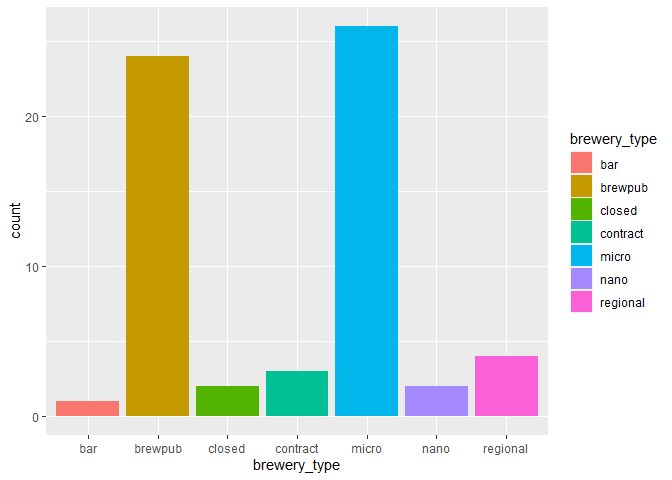 count
20
10
0
bar brewpub closed contract micro nano regional
brewery_type
brewery_type
bar
brewpub
closed
contract
micro
nano
regional